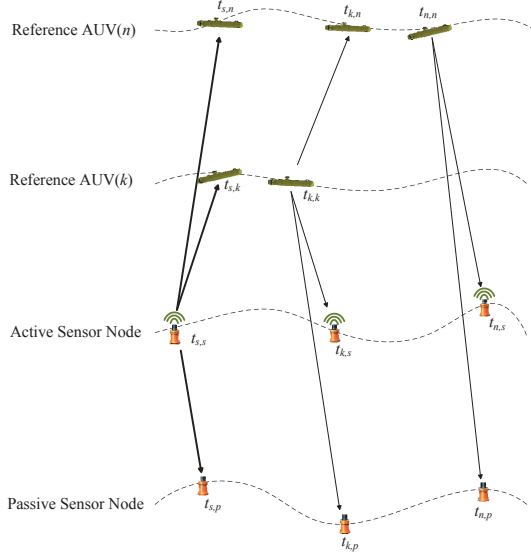 Reference AUV(n)
t_{s,n}
t_{k,n}
t_{n,n}
Reference AUV(k)
t_{s,k}
t_{k,k}
Active Sensor Node
t_{s,s}
t_{k,s}
t_{n,s}
Passive Sensor Node
t_{s,p}
t_{k,p}
t_{n,p}